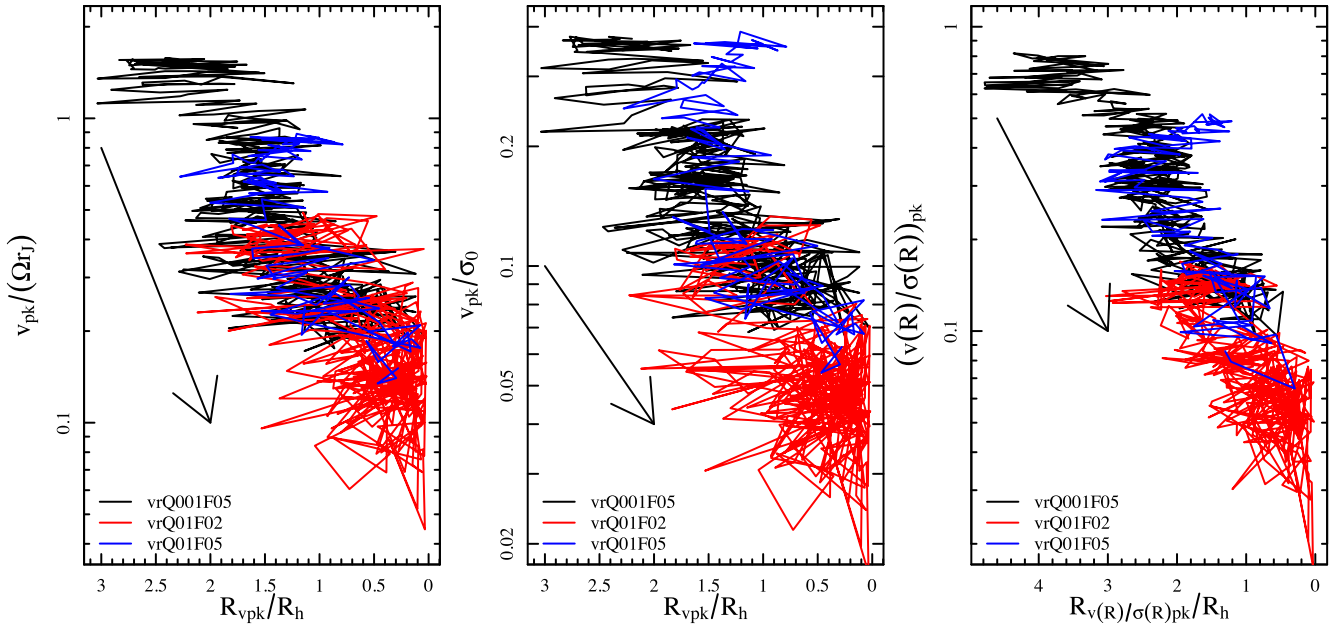 v_pk/(Ωr_J)
1
0.1
3 2.5 2 1.5 1 0.5 0
R_vpk/R_h
vrQ001F05
vrQ01F02
vrQ01F05
v_pk/σ_0
0.2
0.1
0.05
0.02
3 2.5 2 1.5 1 0.5 0
R_vpk/R_h
vrQ001F05
vrQ01F02
vrQ01F05
(v(R)/σ(R))_pk
1
0.1
4 3 2 1 0
R_v(R)/σ(R)pk/R_h
vrQ001F05
vrQ01F02
vrQ01F05